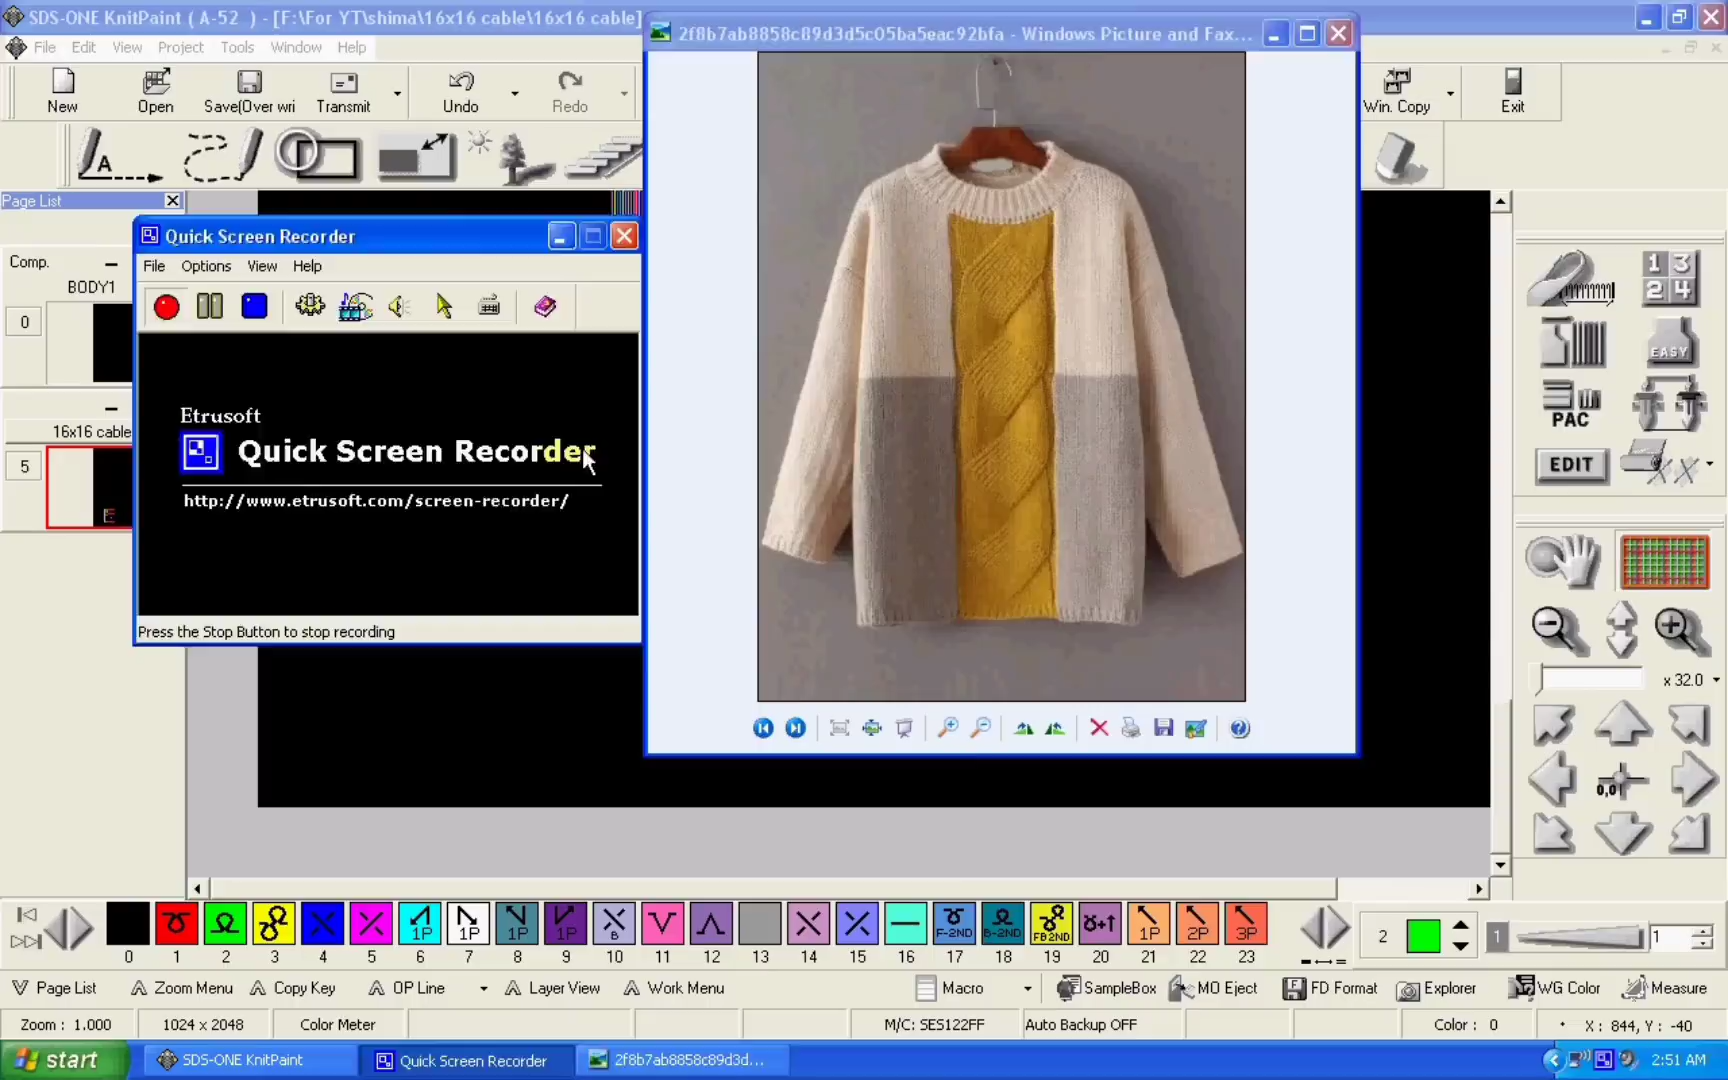 SDS-ONE KnitPaint ( A-52 ) - [F:\For YT\shima\16x16 cable\16x16 cable]
2f8b7ab8858c89d3d5c05ba5eac92bfa - Windows Picture and Fax...
File Edit View Project Tools Window Help
New Open Save(Over wri Transmit Undo Redo Win. Copy Exit
A
Page List
Comp.
BODY1
0
16x16 cable
5
Quick Screen Recorder
File Options View Help
Etrusoft
Quick Screen Recorder
http://www.etrusoft.com/screen-recorder/
Press the Stop Button to stop recording
1 3
2 4
EASY
PAC
EDIT
x 32.0
0,0
1P 1P 1P 1P B F-2ND B-2ND FB2ND 1P 2P 3P
0 1 2 3 4 5 6 7 8 9 10 11 12 13 14 15 16 17 18 19 20 21 22 23
2 1 1
Page List Zoom Menu Copy Key OP Line Layer View Work Menu Macro SampleBox MO Eject FD Format Explorer WG Color Measure
Zoom : 1.000 1024 x 2048 Color Meter M/C: SES122FF Auto Backup OFF Color : 0 X : 844, Y : -40
start SDS-ONE KnitPaint Quick Screen Recorder 2f8b7ab8858c89d3d... 2:51 AM